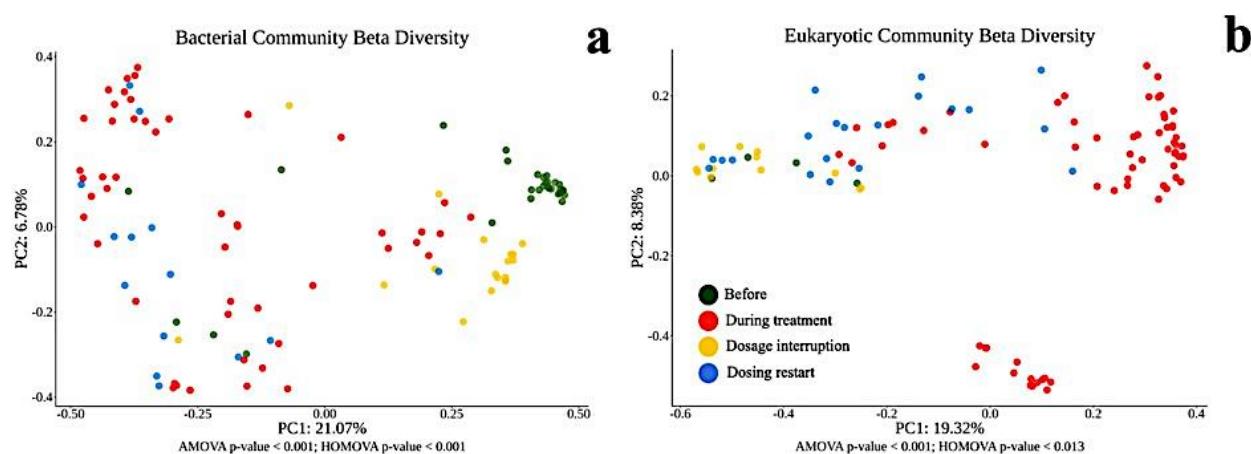 Bacterial Community Beta Diversity
a
0.4
0.2
0.0
-0.2
-0.4
PC2: 6.78%
-0.50
-0.25
0.00
0.25
0.50
PC1: 21.07%
AMOVA p-value < 0.001; HOMOVA p-value < 0.001
Eukaryotic Community Beta Diversity
b
0.2
0.0
-0.2
-0.4
PC2: 8.38%
Before
During treatment
Dosage interruption
Dosing restart
-0.6
-0.4
-0.2
0.0
0.2
0.4
PC1: 19.32%
AMOVA p-value < 0.001; HOMOVA p-value < 0.013